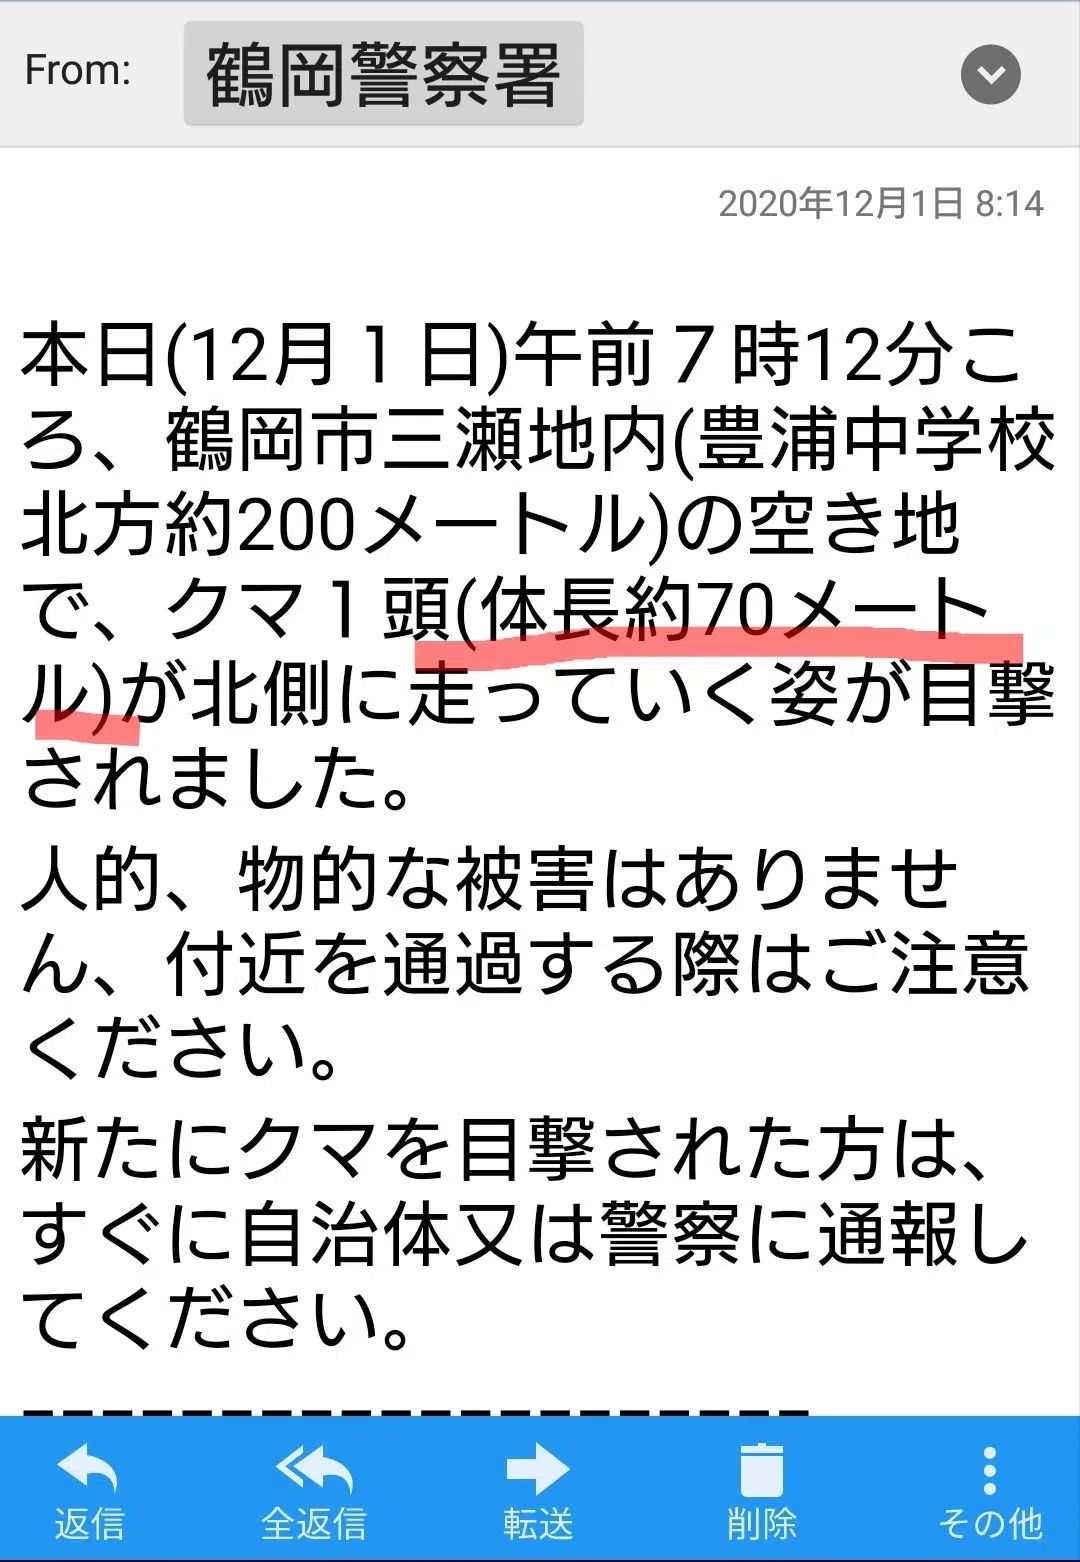 From: 鶴岡警察署
2020年12月1日 8:14
本日(12月１日)午前７時12分こ
ろ、鶴岡市三瀬地内(豊浦中学校
北方約200メートル)の空き地
で、クマ１頭(体長約70メート
ル)が北側に走っていく姿が目撃
されました。
人的、物的な被害はありませ
ん、付近を通過する際はご注意
ください。
新たにクマを目撃された方は、
すぐに自治体又は警察に通報し
てください。
返信 全返信 転送 削除 その他